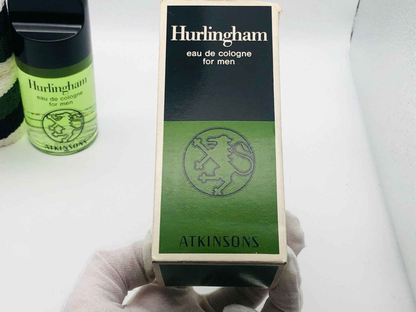 Hurlingham
eau de cologne
for men
ATKINSONS
Hurlingham
eau de cologne
for men
ATKINSONS